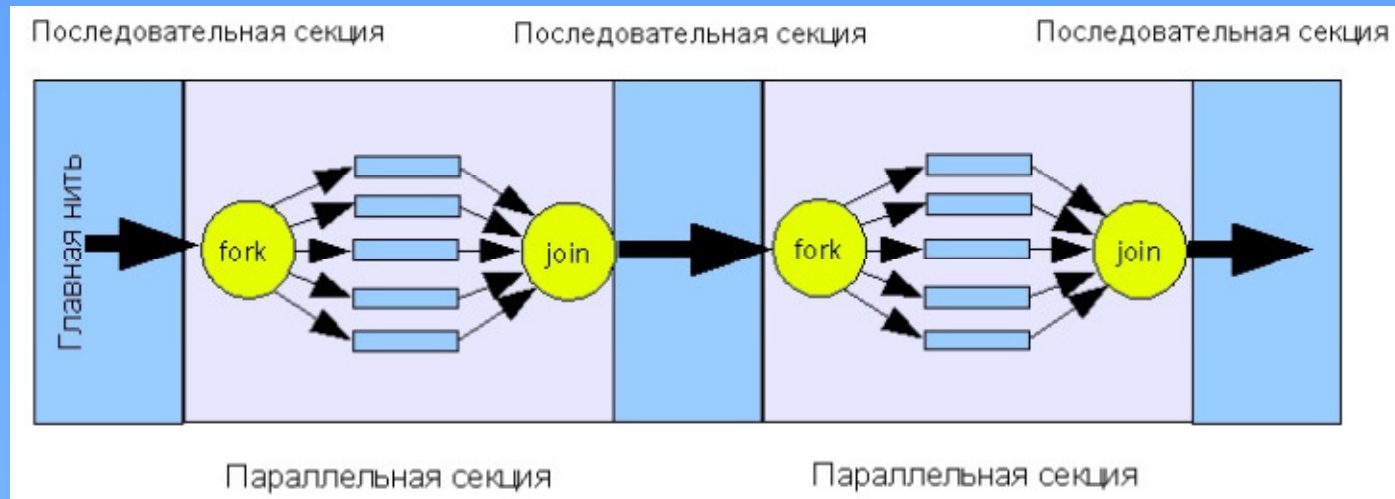 Последовательная секция
Последовательная секция
Последовательная секция
Главная нить
fork
join
fork
join
Параллельная секция
Параллельная секция